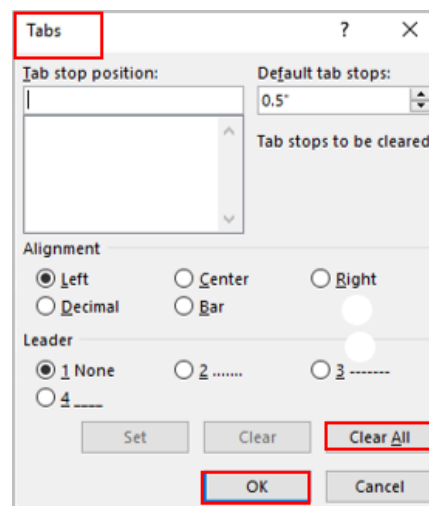 Tabs ? ×
Tab stop position: Default tab stops:
0.5"
Tab stops to be cleared
Alignment
Left Center Right
Decimal Bar
Leader
1 None 2 ....... 3 -------
4 ____
Set Clear Clear All
OK Cancel